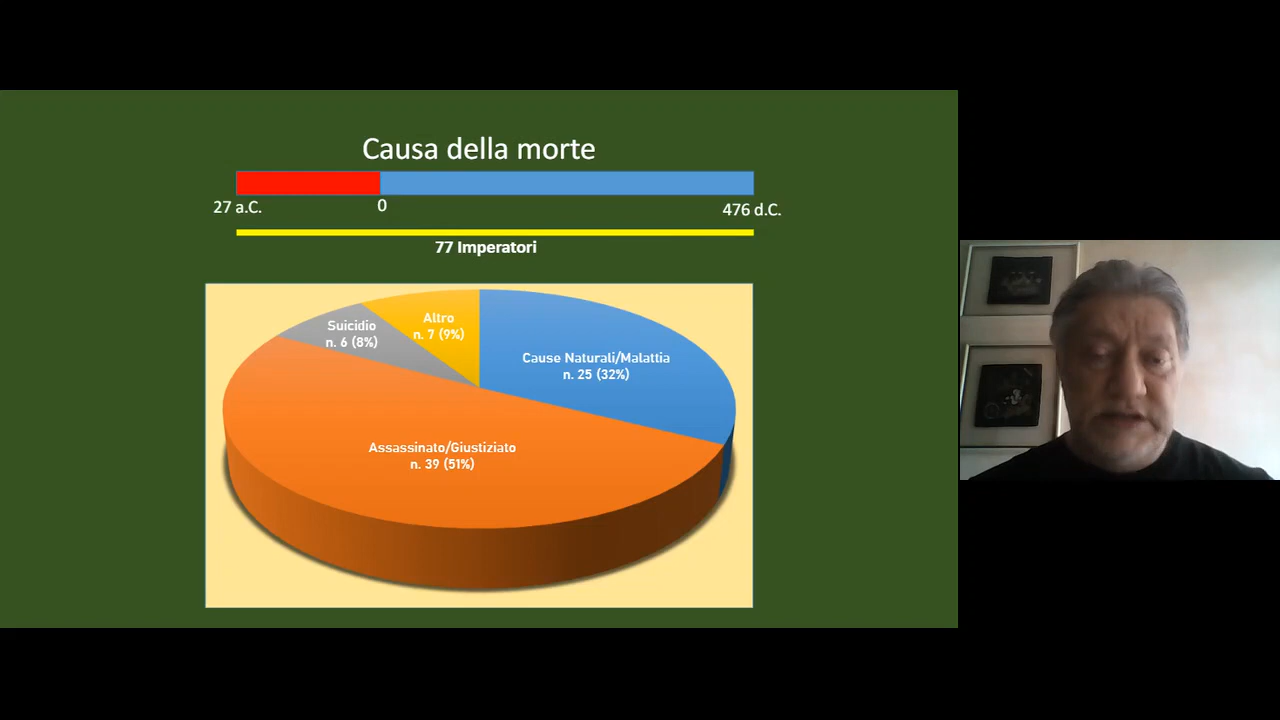 Causa della morte
27 a.C.
0
476 d.C.
77 Imperatori
Altro
n. 7 (9%)
Suicidio
n. 6 (8%)
Cause Naturali/Malattia
n. 25 (32%)
Assassinato/Giustiziato
n. 39 (51%)